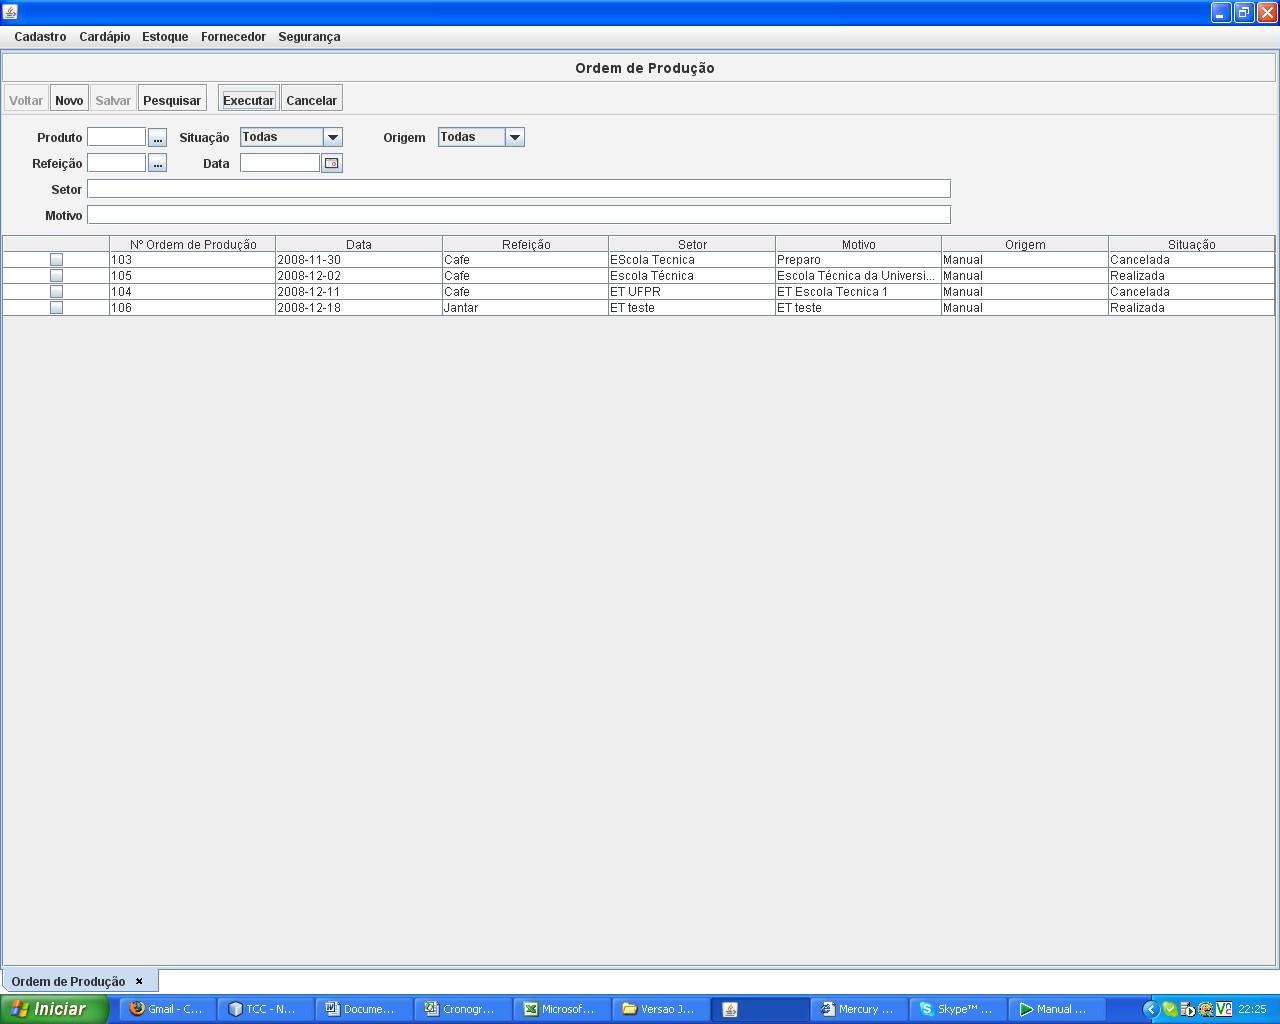 Cadastro Cardápio Estoque Fornecedor Segurança
Ordem de Produção
Voltar Novo Salvar Pesquisar Executar Cancelar
Produto ... Situação Todas Origem Todas
Refeição ... Data
Setor
Motivo
Nº Ordem de Produção Data Refeição Setor Motivo Origem Situação
103 2008-11-30 Cafe EScola Tecnica Preparo Manual Cancelada
105 2008-12-02 Cafe Escola Técnica Escola Técnica da Universi... Manual Realizada
104 2008-12-11 Cafe ET UFPR ET Escola Tecnica 1 Manual Cancelada
106 2008-12-18 Jantar ET teste ET teste Manual Realizada
Ordem de Produção x
Iniciar Gmail - C... TCC - N... Docume... Cronogr... Microsof... Versao J... Mercury ... Skype™ ... Manual ... 22:25